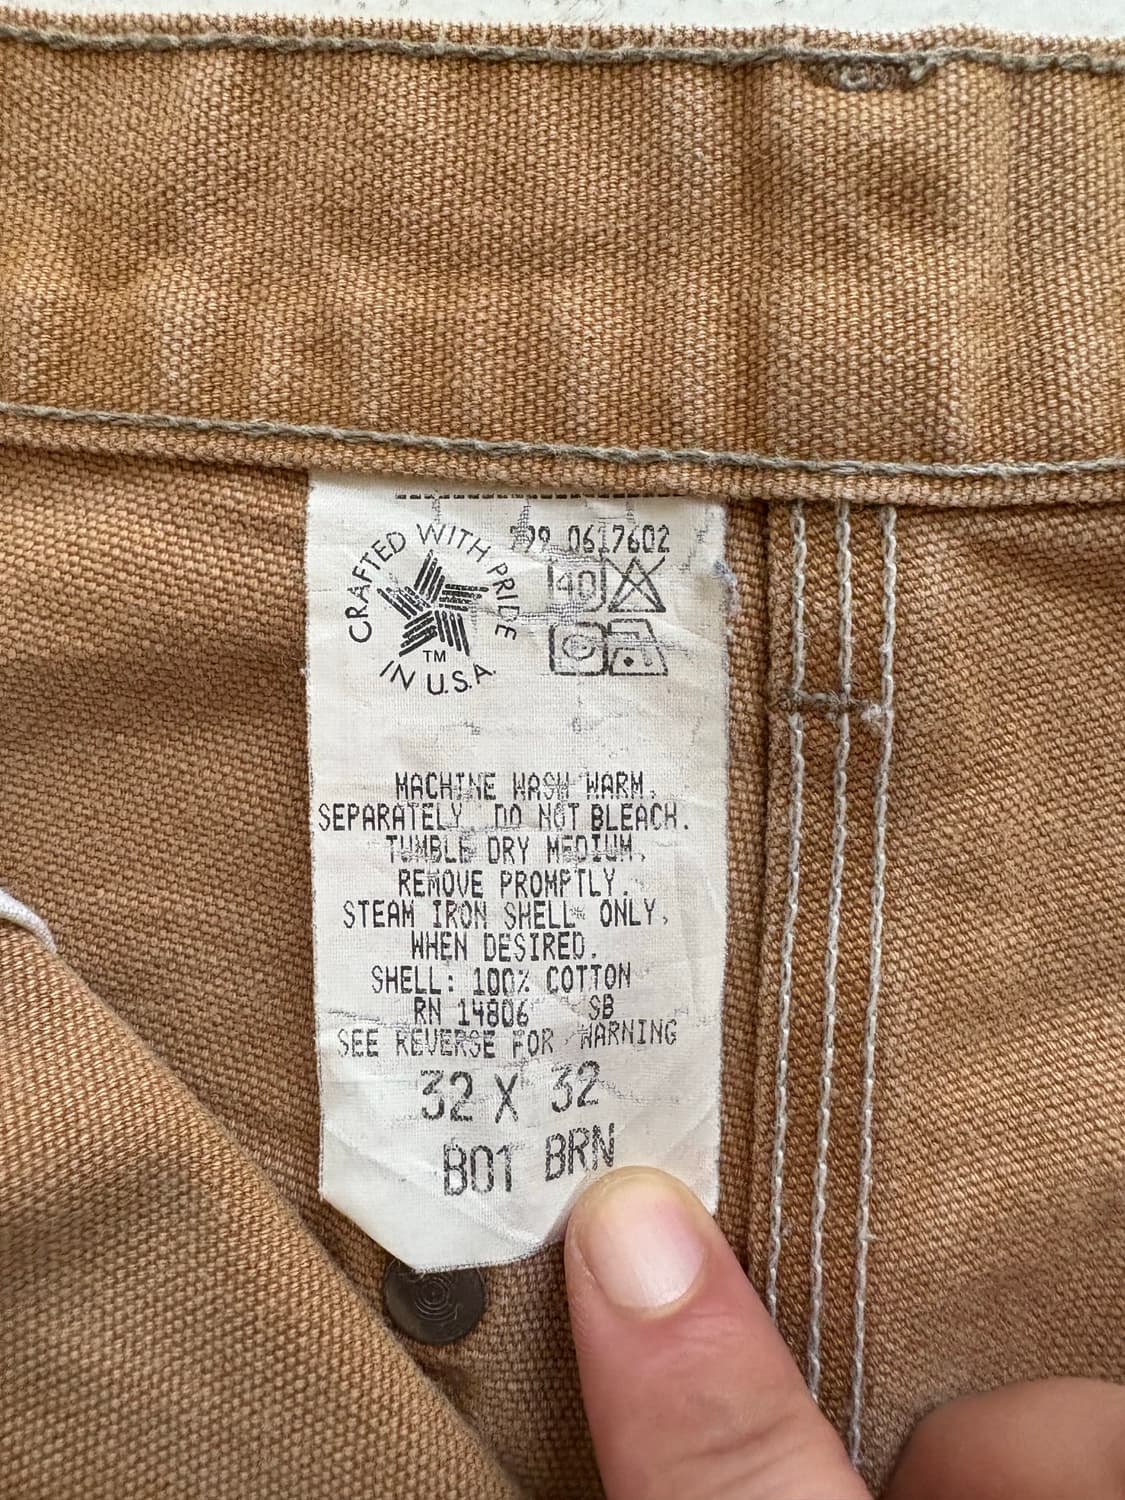 CRAFTED WITH PRIDE
TM
IN U.S.A.
0617602
40
MACHINE WASH WARM,
SEPARATELY DO NOT BLEACH.
TUMBLE DRY MEDIUM,
REMOVE PROMPTLY.
STEAM IRON SHELL ONLY,
WHEN DESIRED.
SHELL: 100% COTTON
RN 14806 SB
SEE REVERSE FOR WARNING
32 X 32
B01 BRN